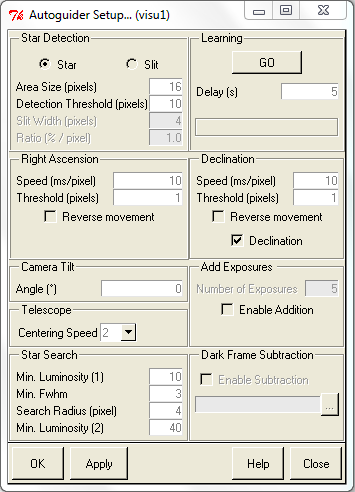 Autoguider Setup... (visu1)
Star Detection
Star
Slit
Area Size (pixels) 16
Detection Threshold (pixels) 10
Slit Width (pixels) 4
Ratio (% / pixel) 1.0
Learning
GO
Delay (s) 5
Right Ascension
Speed (ms/pixel) 10
Threshold (pixels) 1
Reverse movement
Declination
Speed (ms/pixel) 10
Threshold (pixels) 1
Reverse movement
Declination
Camera Tilt
Angle (°) 0
Telescope
Centering Speed 2
Add Exposures
Number of Exposures 5
Enable Addition
Star Search
Min. Luminosity (1) 10
Min. Fwhm 3
Search Radius (pixel) 4
Min. Luminosity (2) 40
Dark Frame Subtraction
Enable Subtraction
...
OK
Apply
Help
Close